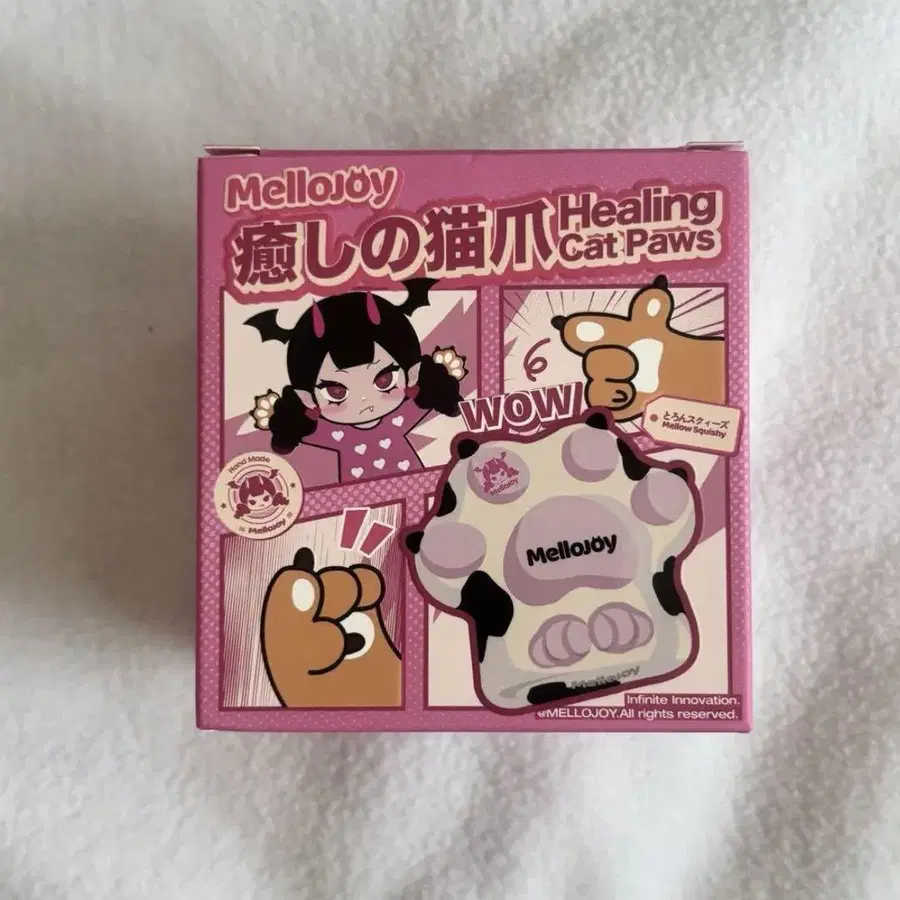 MelloJoy
癒しの猫爪
Healing
Cat Paws
WOW
とろんスクィーズ
Mellow Squishy
MelloJoy
Hand Made
MelloJoy
MelloJoy
MelloJoy
Infinite Innovation.
©MELLOJOY.All rights reserved.